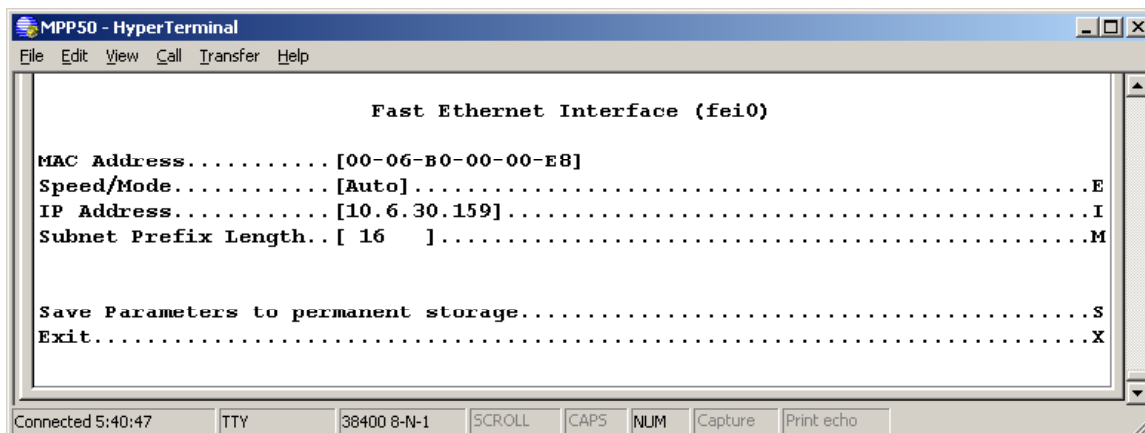 MPP50 - HyperTerminal
File Edit View Call Transfer Help
Fast Ethernet Interface (fei0)
MAC Address...........[00-06-B0-00-00-E8]
Speed/Mode............[Auto]...................................................E
IP Address............[10.6.30.159]............................................I
Subnet Prefix Length..[ 16   ].................................................M
Save Parameters to permanent storage...........................................S
Exit...........................................................................X
Connected 5:40:47 TTY 38400 8-N-1 SCROLL CAPS NUM Capture Print echo